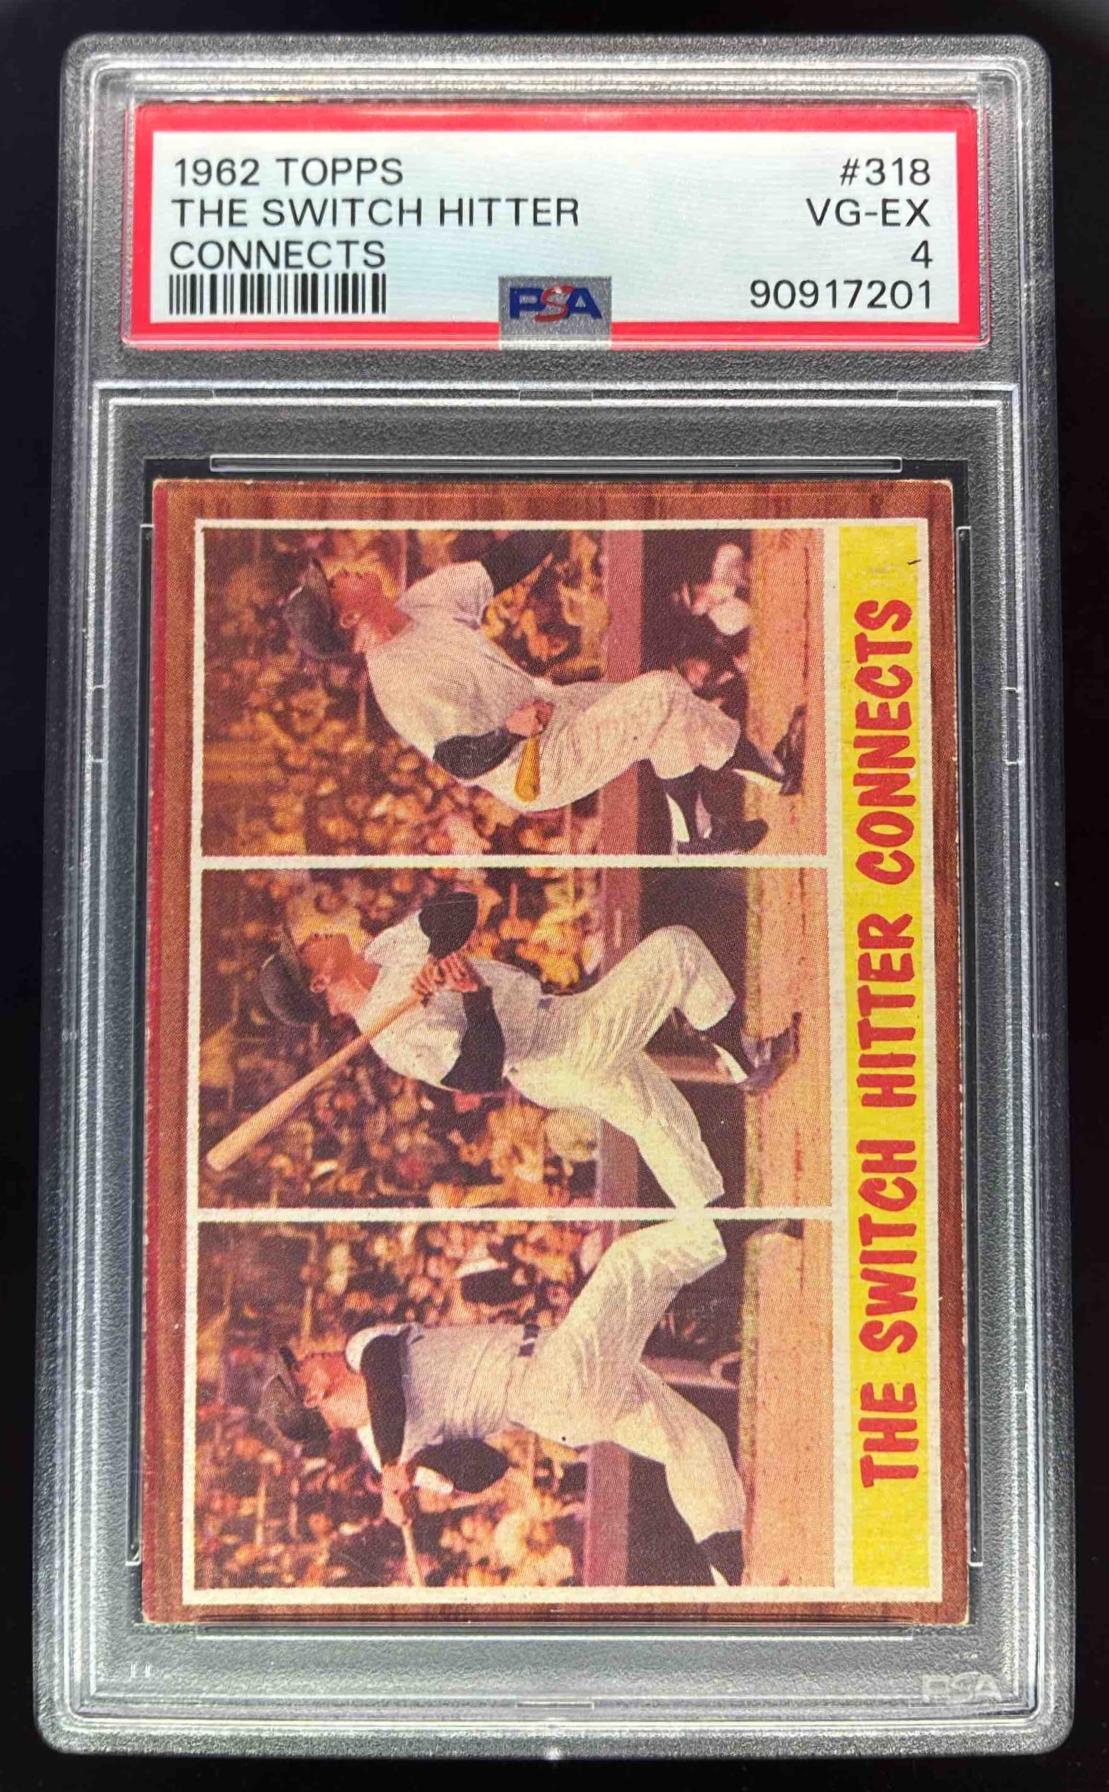 1962 TOPPS
#318
THE SWITCH HITTER
VG-EX
CONNECTS
4
PSA
90917201
THE SWITCH HITTER CONNECTS
PSA